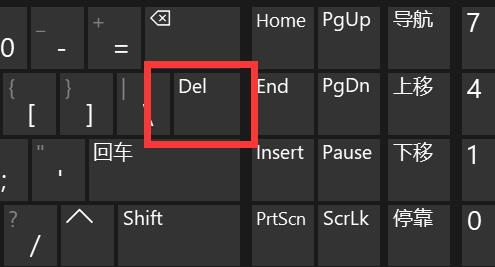 _ + ⌫ Home PgUp 导航 7
0 - =
{ } | Del End PgDn 上移 4
[ ] \
" 回车 Insert Pause 下移 1
; '
? ^ Shift PrtScn ScrLk 停靠 0
/